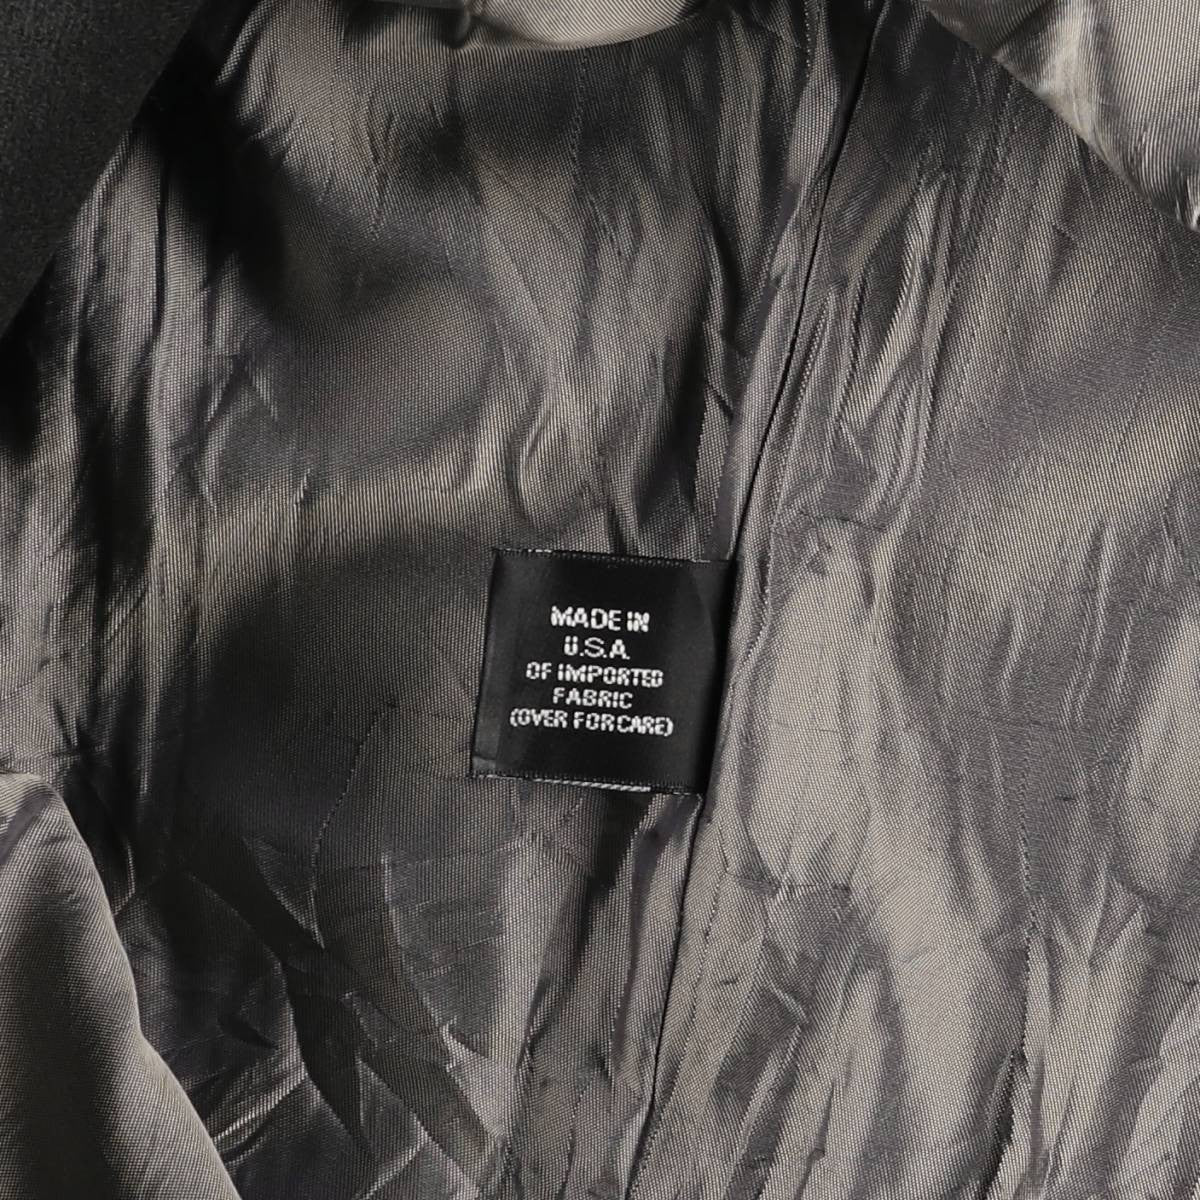 MADE IN
U.S.A.
OF IMPORTED
FABRIC
(OVER FOR CARE)